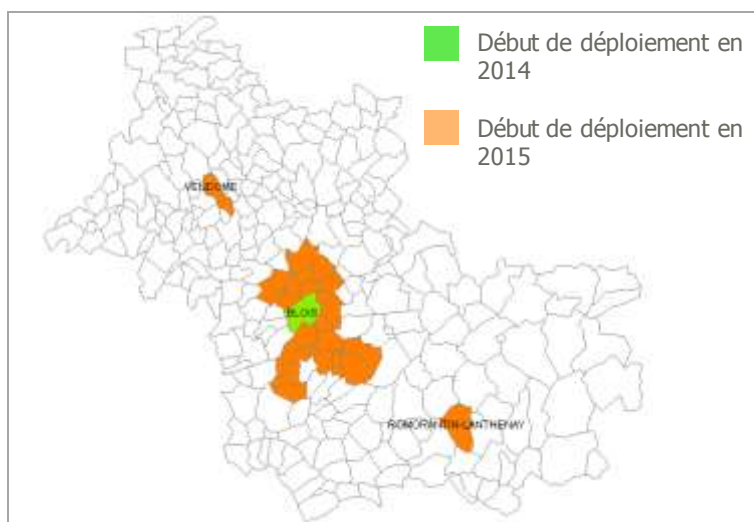 Début de déploiement en
2014
Début de déploiement en
2015
VENDOME
BLOIS
ROMORANTIN-LANTHENAY